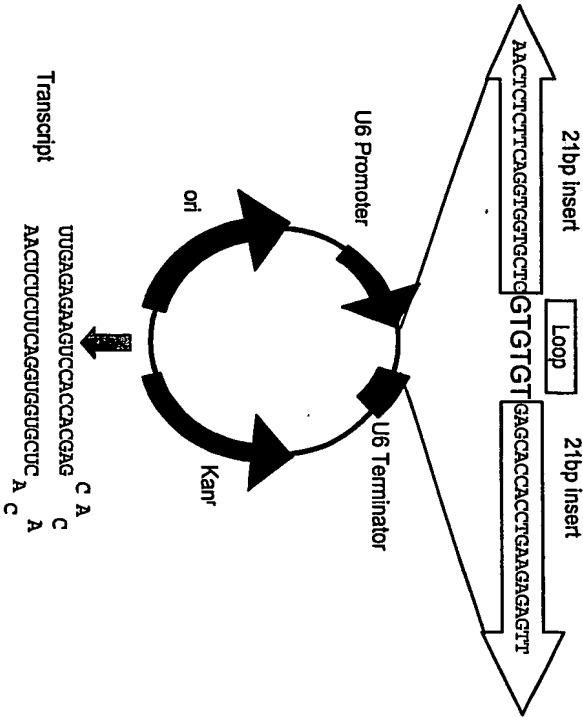 21bp insert
Loop
21bp insert
AACTCTCTTCAGGTGGTGCTC
GTGTGT
GAGCACCACCTGAAGAGAGTT
U6 Promoter
U6 Terminator
ori
Kanʳ
Transcript
UUGAGAGAAGUCCACCACGAG
C A
C
AACUCUCUUCAGGUGGUGCUC
A
A C